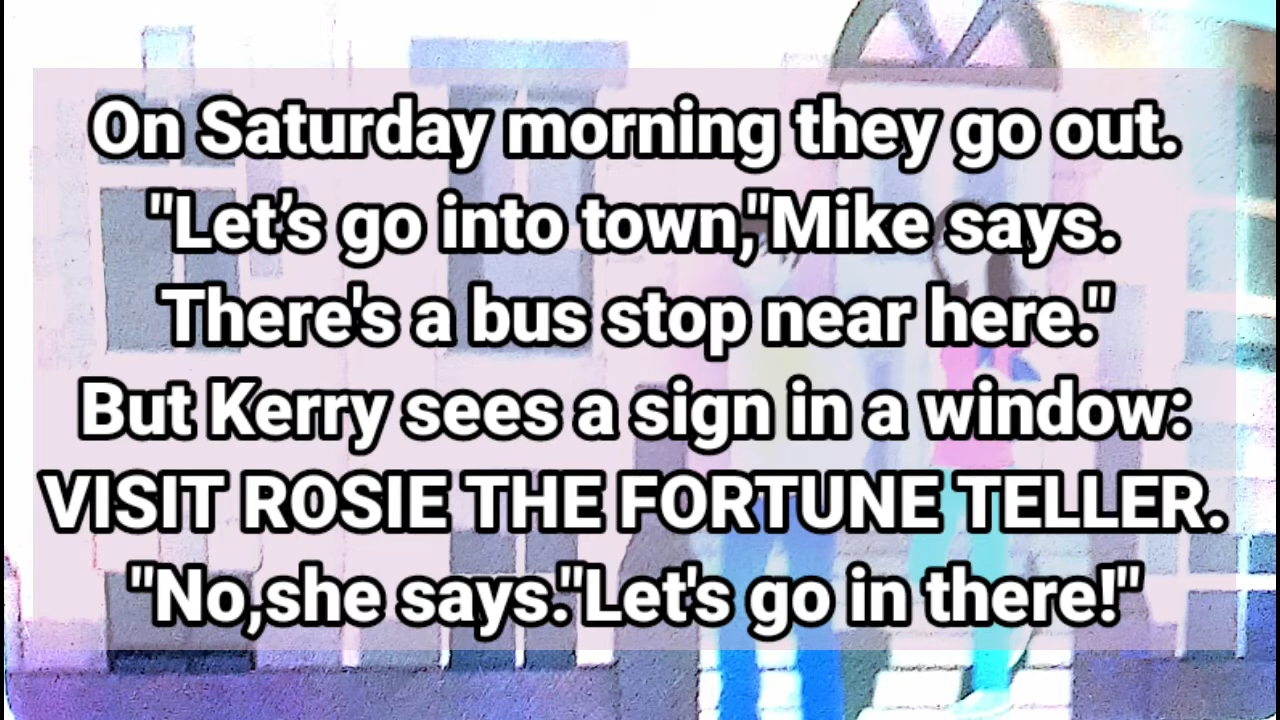 On Saturday morning they go out.
"Let’s go into town,"Mike says.
There's a bus stop near here."
But Kerry sees a sign in a window:
VISIT ROSIE THE FORTUNE TELLER.
"No,she says."Let's go in there!"